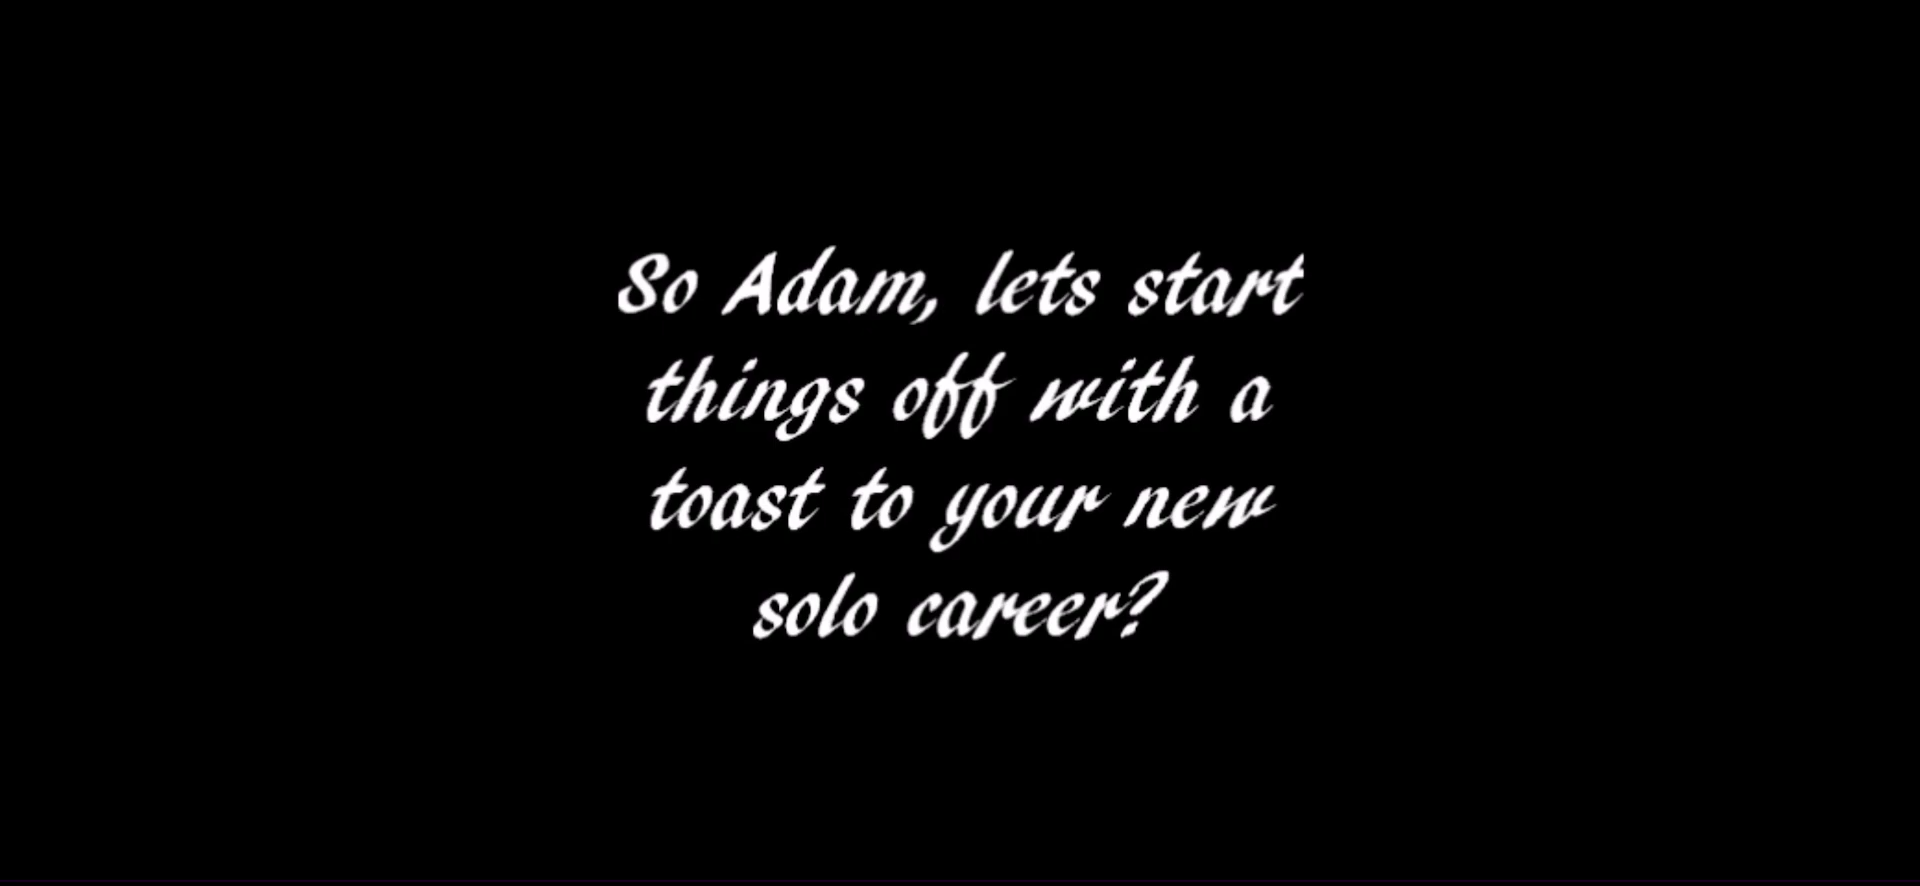 So Adam, lets start
things off with a
toast to your new
solo career?